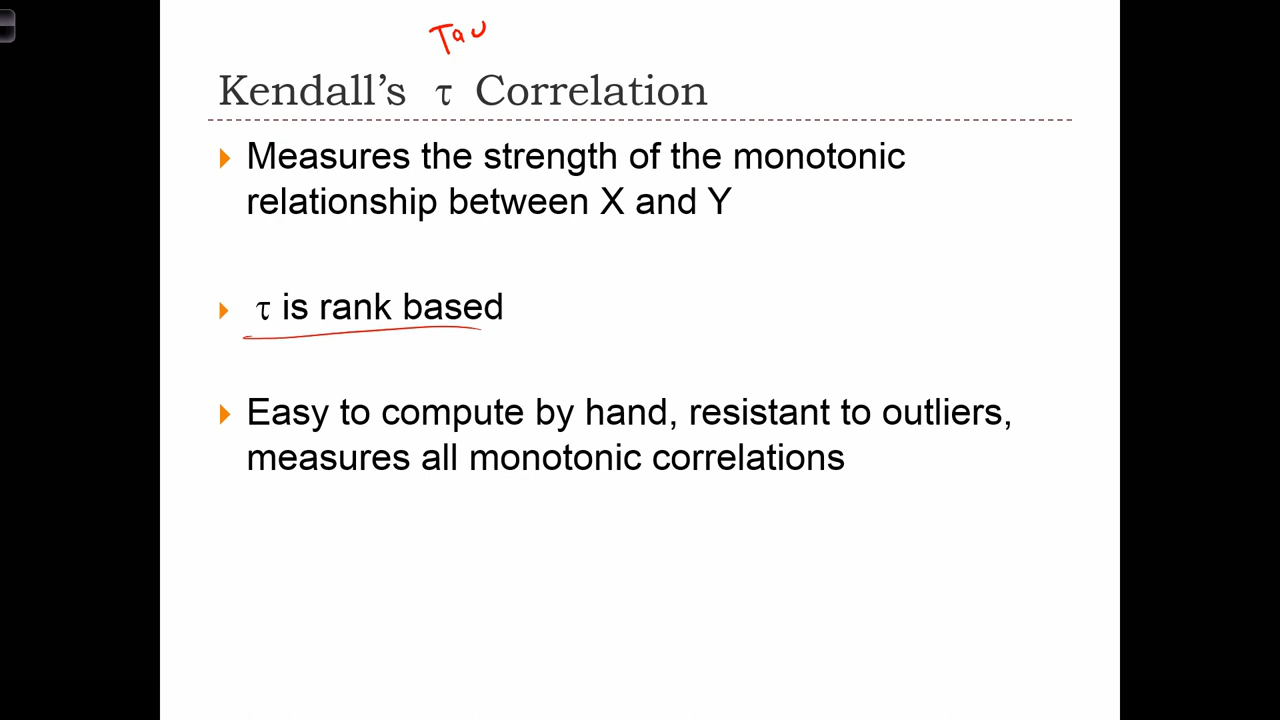 Tau
Kendall's τ Correlation
Measures the strength of the monotonic
relationship between X and Y
τ is rank based
Easy to compute by hand, resistant to outliers,
measures all monotonic correlations